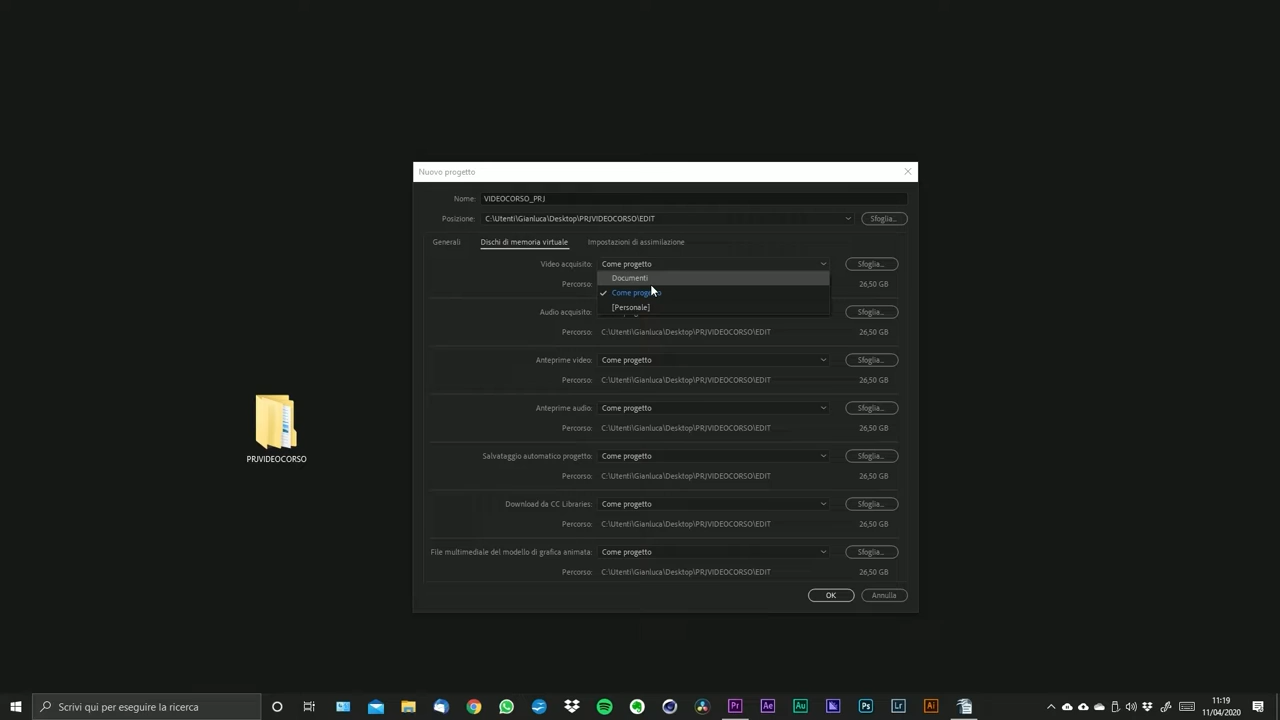 Nuovo progetto
Nome: VIDEOCORSO_PRJ
Posizione: C:\Utenti\Gianluca\Desktop\PRJVIDEOCORSO\EDIT Sfoglia...
Generali Dischi di memoria virtuale Impostazioni di assimilazione
Video acquisito: Come progetto Sfoglia...
Documenti
Percorso: 26,50 GB
Come progetto
[Personale]
Audio acquisito: Sfoglia...
Percorso: C:\Utenti\Gianluca\Desktop\PRJVIDEOCORSO\EDIT 26,50 GB
Anteprime video: Come progetto Sfoglia...
Percorso: C:\Utenti\Gianluca\Desktop\PRJVIDEOCORSO\EDIT 26,50 GB
Anteprime audio: Come progetto Sfoglia...
Percorso: C:\Utenti\Gianluca\Desktop\PRJVIDEOCORSO\EDIT 26,50 GB
Salvataggio automatico progetto: Come progetto Sfoglia...
Percorso: C:\Utenti\Gianluca\Desktop\PRJVIDEOCORSO\EDIT 26,50 GB
Download da CC Libraries: Come progetto Sfoglia...
Percorso: C:\Utenti\Gianluca\Desktop\PRJVIDEOCORSO\EDIT 26,50 GB
File multimediale del modello di grafica animata: Come progetto Sfoglia...
Percorso: C:\Utenti\Gianluca\Desktop\PRJVIDEOCORSO\EDIT 26,50 GB
OK Annulla
PRJVIDEOCORSO
Scrivi qui per eseguire la ricerca
Pr Ae Au Ps Lr Ai
11:19
11/04/2020